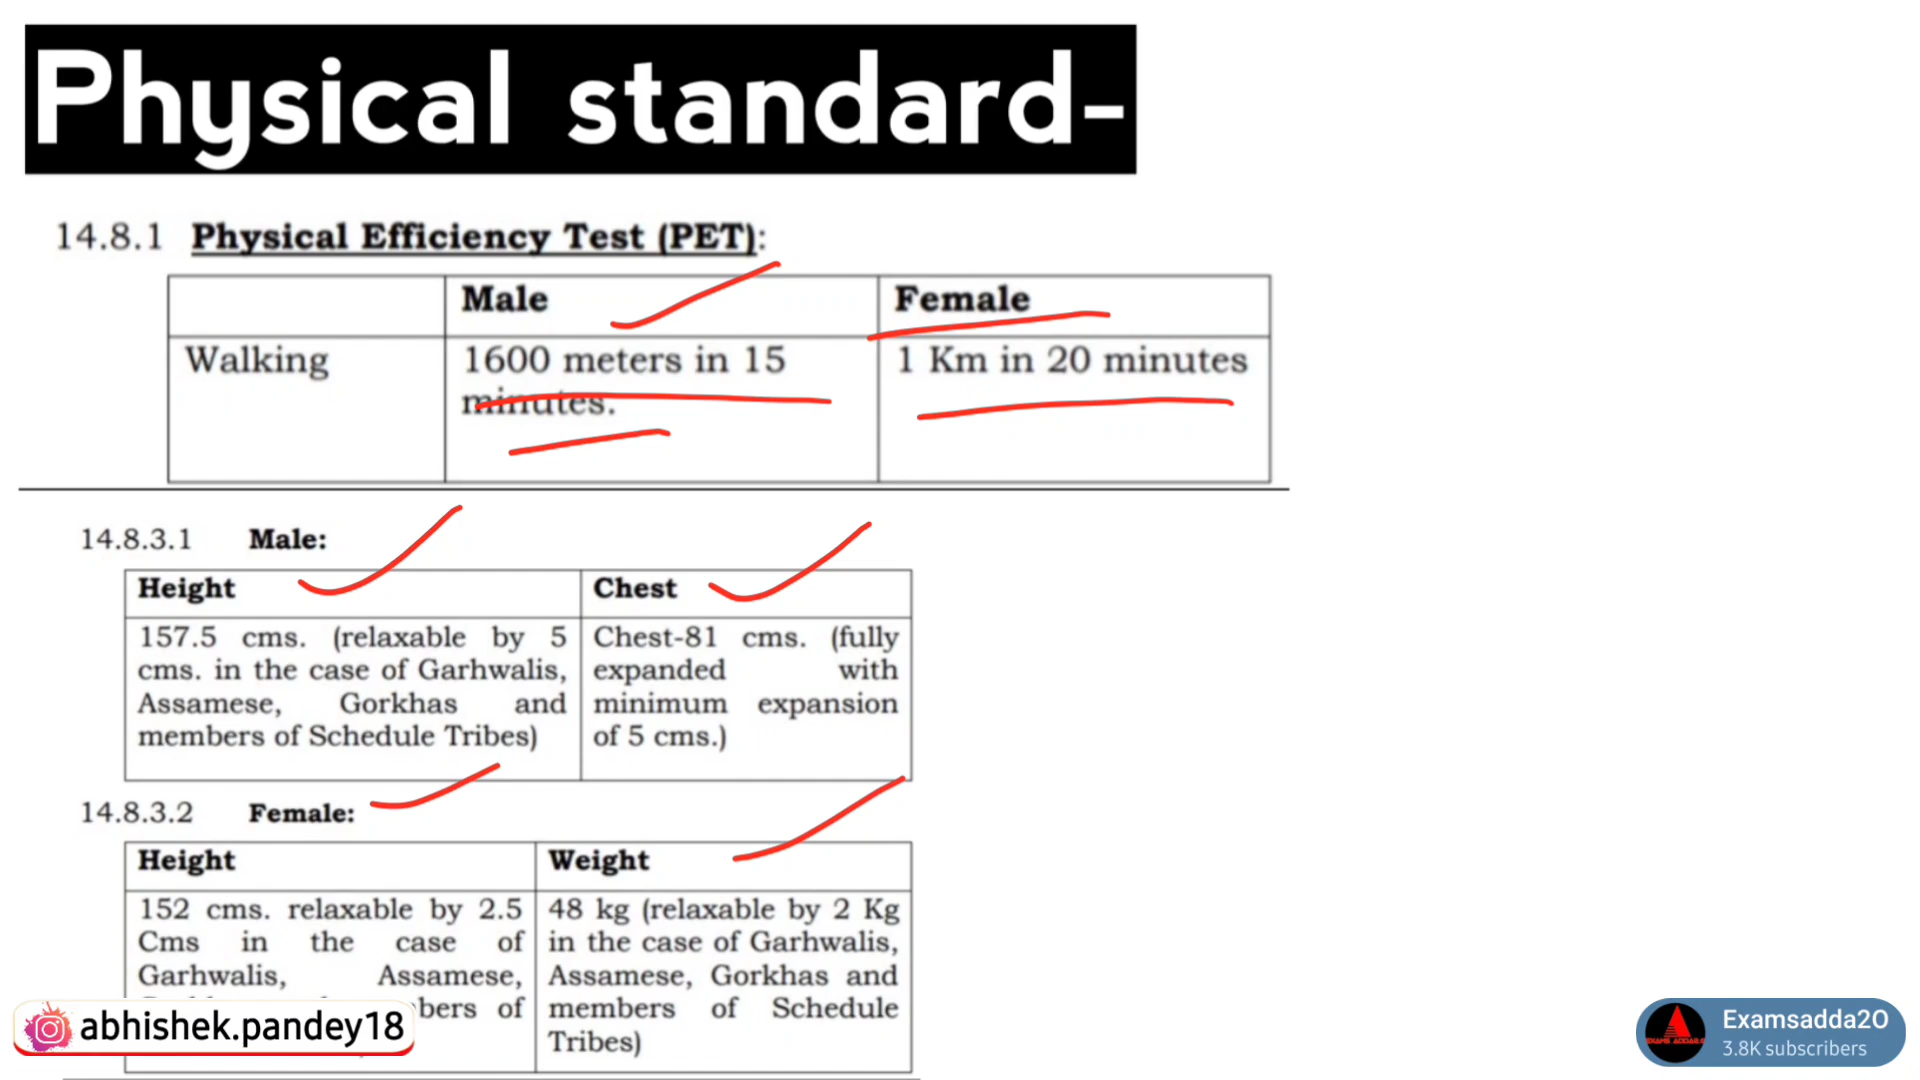 Physical standard-
14.8.1 Physical Efficiency Test (PET):
Male Female
Walking 1600 meters in 15 1 Km in 20 minutes
minutes.
14.8.3.1 Male:
Height Chest
157.5 cms. (relaxable by 5 Chest-81 cms. (fully
cms. in the case of Garhwalis, expanded with
Assamese, Gorkhas and minimum expansion
members of Schedule Tribes) of 5 cms.)
14.8.3.2 Female:
Height Weight
152 cms. relaxable by 2.5 48 kg (relaxable by 2 Kg
Cms in the case of in the case of Garhwalis,
Garhwalis, Assamese, Assamese, Gorkhas and
of members of Schedule
Tribes)
abhishek.pandey18
Examsadda20
3.8K subscribers